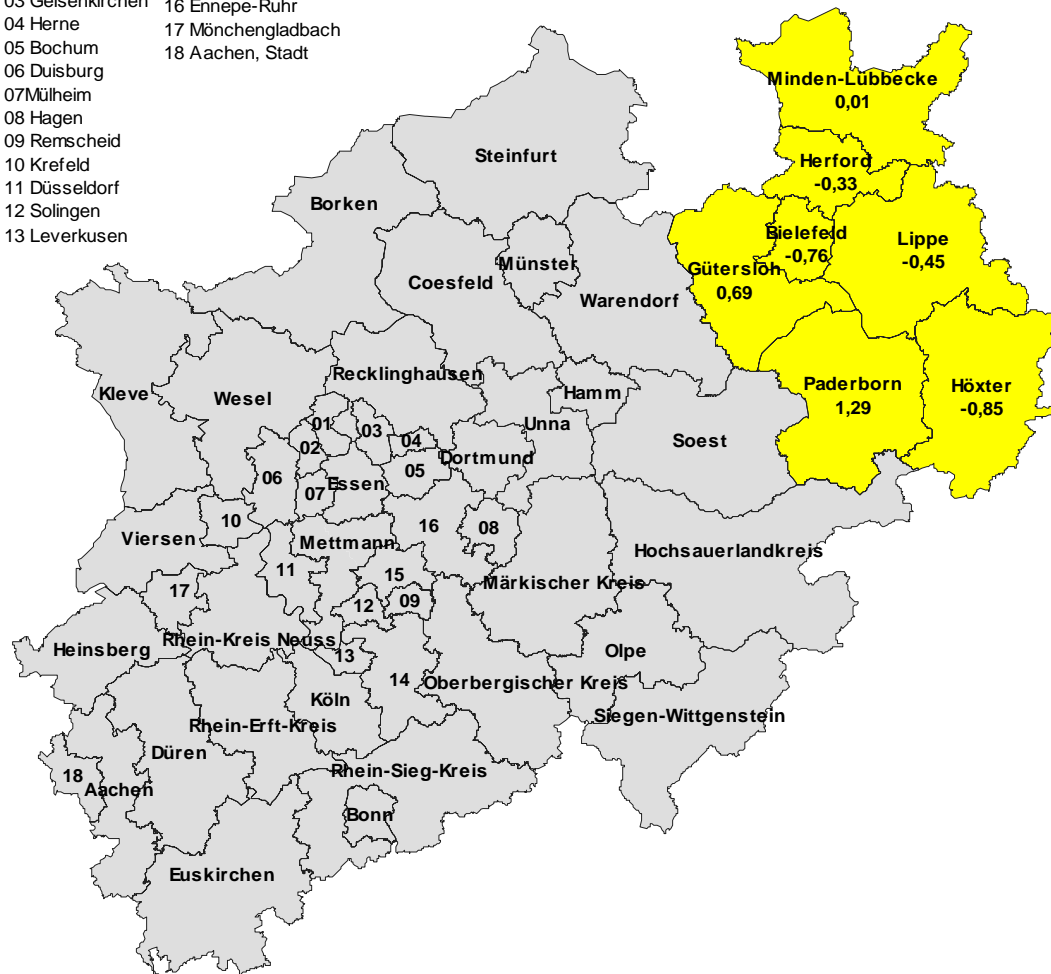 03 Gelsenkirchen
04 Herne
05 Bochum
06 Duisburg
07Mülheim
08 Hagen
09 Remscheid
10 Krefeld
11 Düsseldorf
12 Solingen
13 Leverkusen
16 Ennepe-Ruhr
17 Mönchengladbach
18 Aachen, Stadt
Minden-Lübbecke
0,01
Steinfurt
Herford
-0,33
Borken
Bielefeld
-0,76
Lippe
-0,45
Münster
Gütersloh
0,69
Coesfeld
Warendorf
Recklinghausen
Paderborn
1,29
Höxter
-0,85
Kleve
Wesel
Hamm
Unna
01
02
03
04
Soest
Dortmund
05
06
07
Essen
10
16
08
Viersen
Mettmann
Hochsauerlandkreis
11
15
Märkischer Kreis
17
12
09
Heinsberg
Rhein-Kreis Neuss
13
Olpe
14
Oberbergischer Kreis
Köln
Siegen-Wittgenstein
Rhein-Erft-Kreis
Düren
18
Aachen
Rhein-Sieg-Kreis
Bonn
Euskirchen